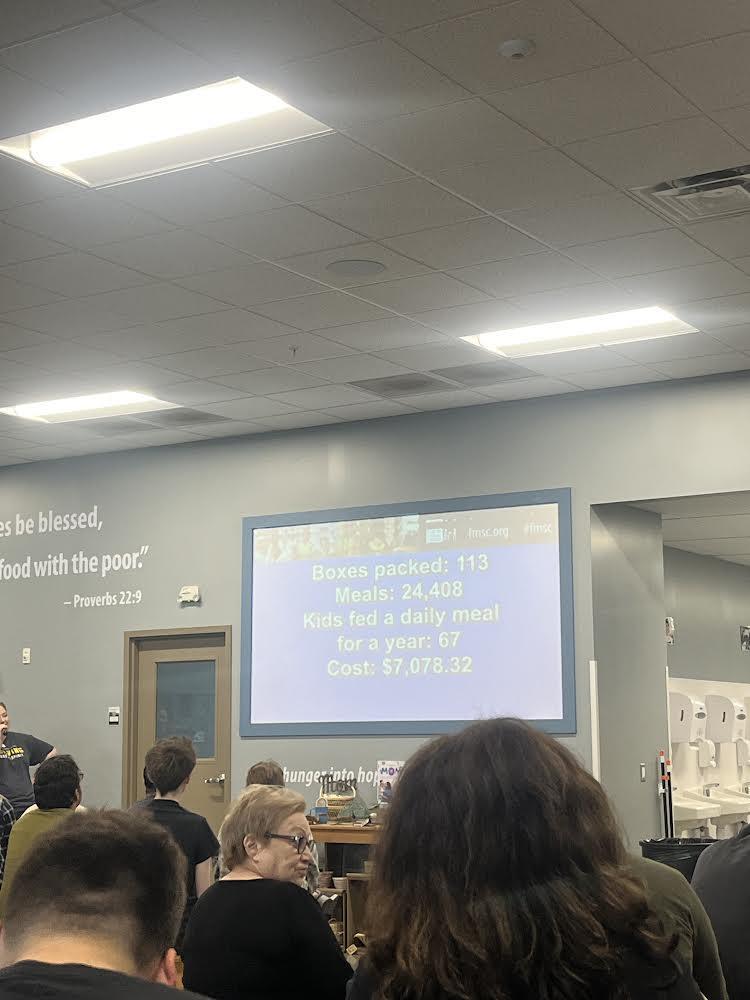 es be blessed,
food with the poor."
– Proverbs 22:9
fmsc.org #fmsc
Boxes packed: 113
Meals: 24,408
Kids fed a daily meal
for a year: 67
Cost: $7,078.32
hunger into hop